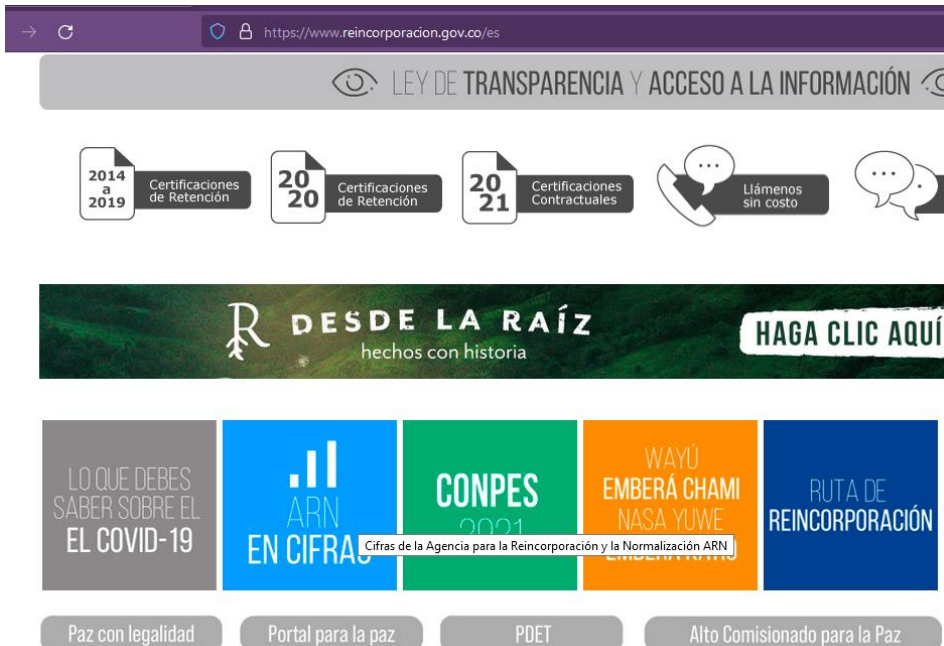 https://www.reincorporacion.gov.co/es
LEY DE TRANSPARENCIA Y ACCESO A LA INFORMACIÓN
2014
a
2019
Certificaciones
de Retención
20
20
Certificaciones
de Retención
20
21
Certificaciones
Contractuales
Llámenos
sin costo
R DESDE LA RAÍZ
hechos con historia
HAGA CLIC AQUÍ
LO QUE DEBES
SABER SOBRE EL
EL COVID-19
ARN
EN CIFRAS
CONPES
2021
WAYÚ
EMBERÁ CHAMI
NASA YUWE
RUTA DE
REINCORPORACIÓN
Cifras de la Agencia para la Reincorporación y la Normalización ARN
Paz con legalidad
Portal para la paz
PDET
Alto Comisionado para la Paz